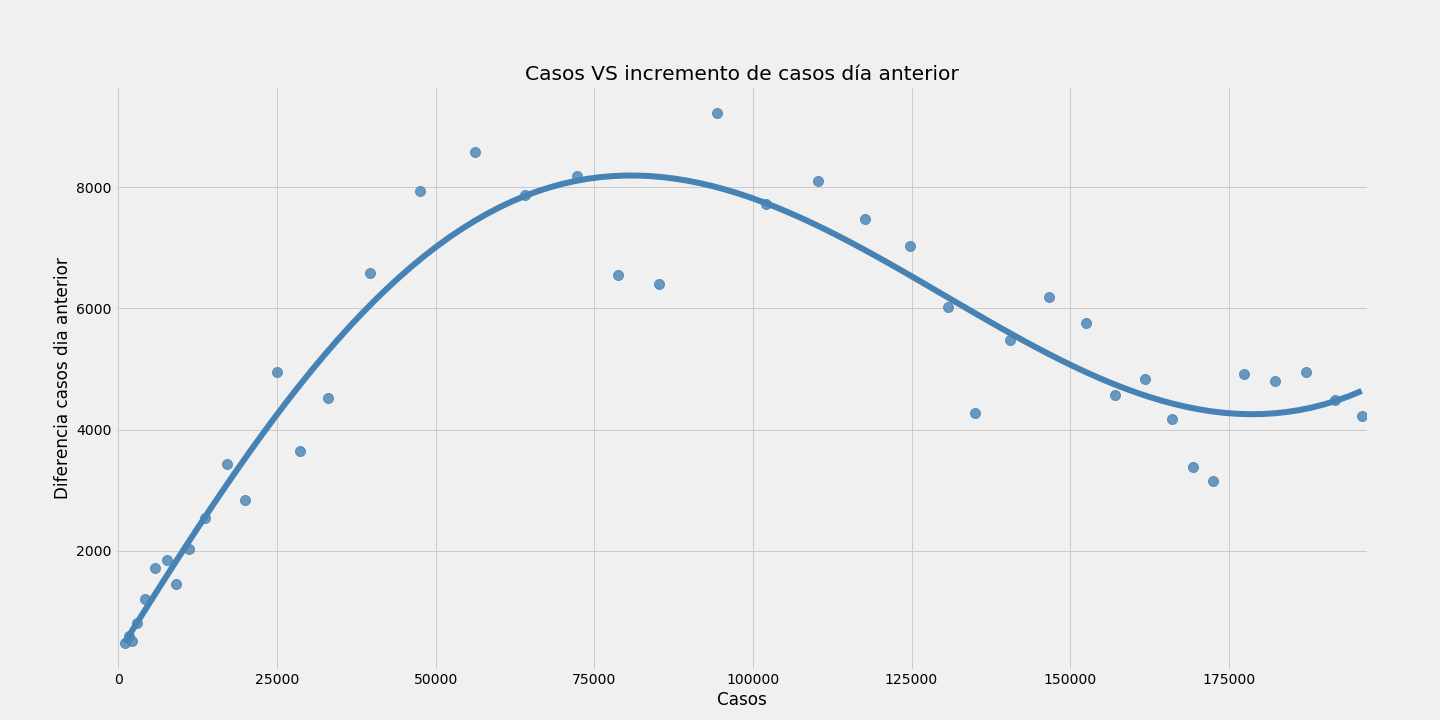 Casos VS incremento de casos día anterior
Diferencia casos dia anterior
8000
6000
4000
2000
0 25000 50000 75000 100000 125000 150000 175000
Casos